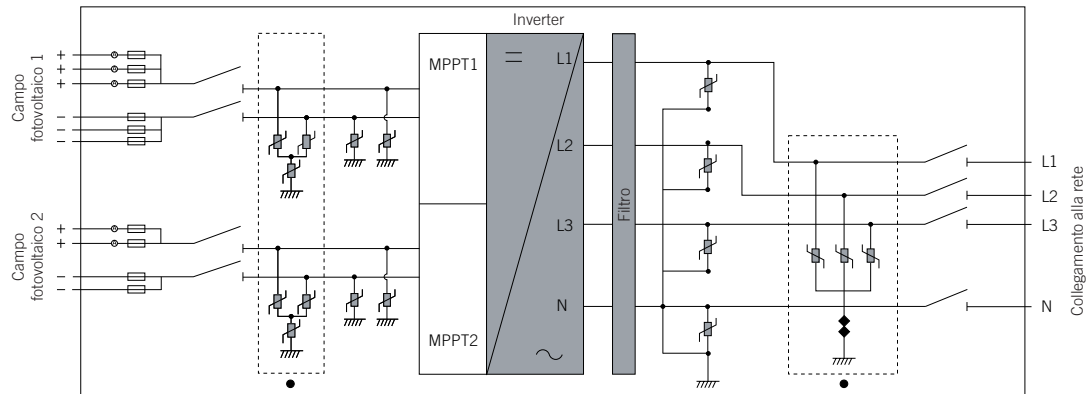 Inverter
Campo
fotovoltaico 1
+
+
+
−
−
−
A
A
A
MPPT1
L1
L2
L3
N
Filtro
L1
L2
L3
N
Collegamento alla rete
Campo
fotovoltaico 2
+
+
−
−
A
A
MPPT2